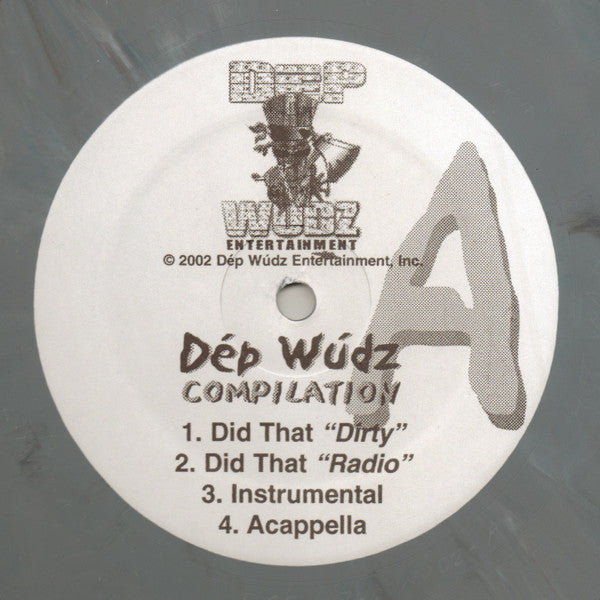 DEP
WÚDZ
ENTERTAINMENT
© 2002 Dép Wúdz Entertainment, Inc.
A
Dép Wúdz
COMPILATION
1. Did That “Dirty”
2. Did That “Radio”
3. Instrumental
4. Acappella